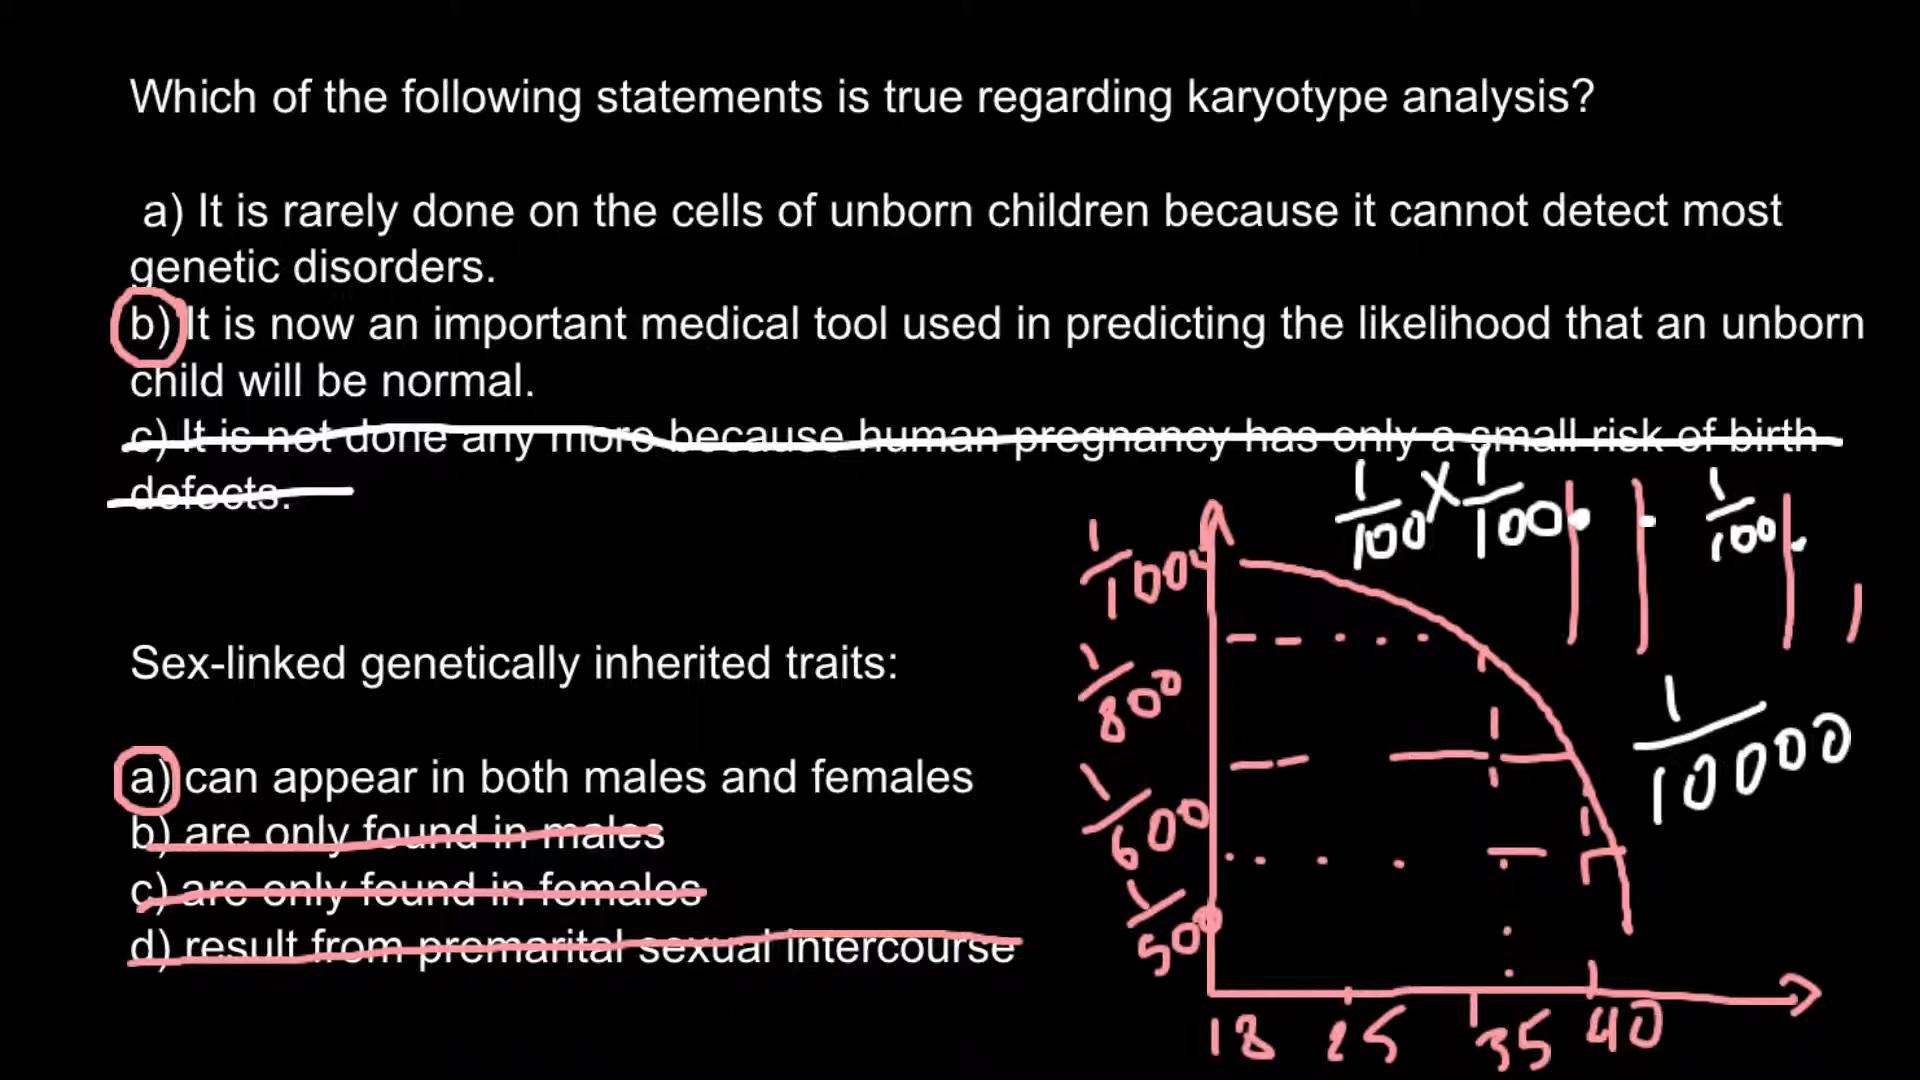 Which of the following statements is true regarding karyotype analysis?
a) It is rarely done on the cells of unborn children because it cannot detect most
genetic disorders.
b) It is now an important medical tool used in predicting the likelihood that an unborn
child will be normal.
c) It is not done any more because human pregnancy has only a small risk of birth
defects.
1/100 x 1/100 . . 1/100 .
1/1000
1/800
1/10000
1/600
1/500
18 25 35 40
Sex-linked genetically inherited traits:
a) can appear in both males and females
b) are only found in males
c) are only found in females
d) result from premarital sexual intercourse